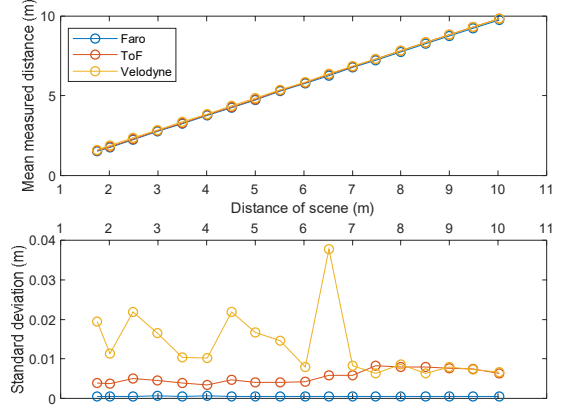 Mean measured distance (m)
10
5
0
Faro
ToF
Velodyne
1 2 3 4 5 6 7 8 9 10 11
Distance of scene (m)
1 2 3 4 5 6 7 8 9 10 11
Standard deviation (m)
0.04
0.03
0.02
0.01
0